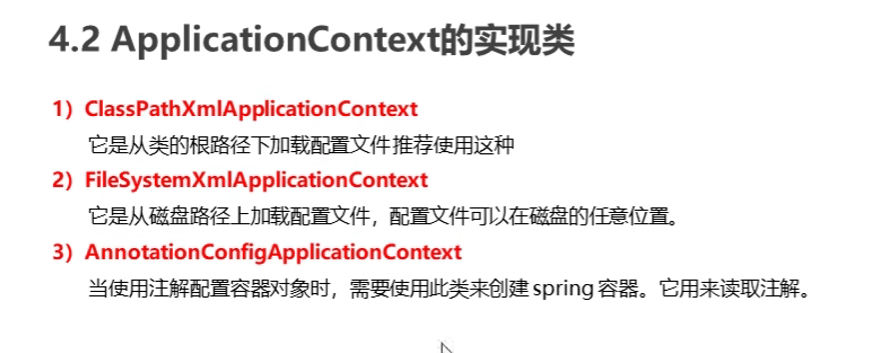 4.2 ApplicationContext的实现类
1）ClassPathXmlApplicationContext
它是从类的根路径下加载配置文件 推荐使用这种
2）FileSystemXmlApplicationContext
它是从磁盘路径上加载配置文件，配置文件可以在磁盘的任意位置。
3）AnnotationConfigApplicationContext
当使用注解配置容器对象时，需要使用此类来创建 spring 容器。它用来读取注解。